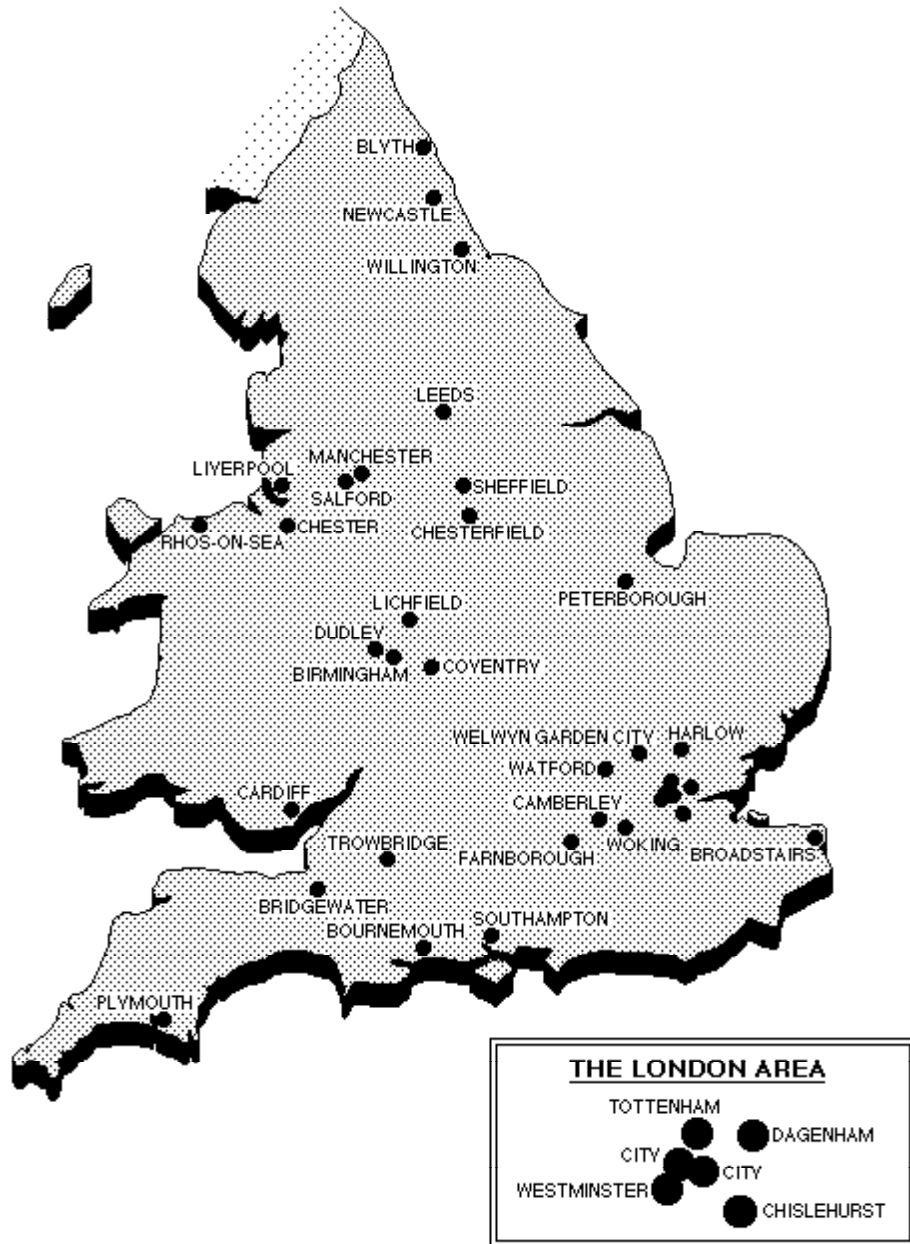 BLYTH
NEWCASTLE
WILLINGTON
LEEDS
MANCHESTER
LIYERPOOL
SALFORD
SHEFFIELD
CHESTER
CHESTERFIELD
RHOS-ON-SEA
PETERBOROUGH
LICHFIELD
DUDLEY
BIRMINGHAM
COVENTRY
WELWYN GARDEN CITY
HARLOW
WATFORD
CARDIFF
CAMBERLEY
WOKING
TROWBRIDGE
FARNBOROUGH
BROADSTAIRS
BRIDGEWATER
SOUTHAMPTON
BOURNEMOUTH
PLYMOUTH
THE LONDON AREA
TOTTENHAM
DAGENHAM
CITY
CITY
WESTMINSTER
CHISLEHURST